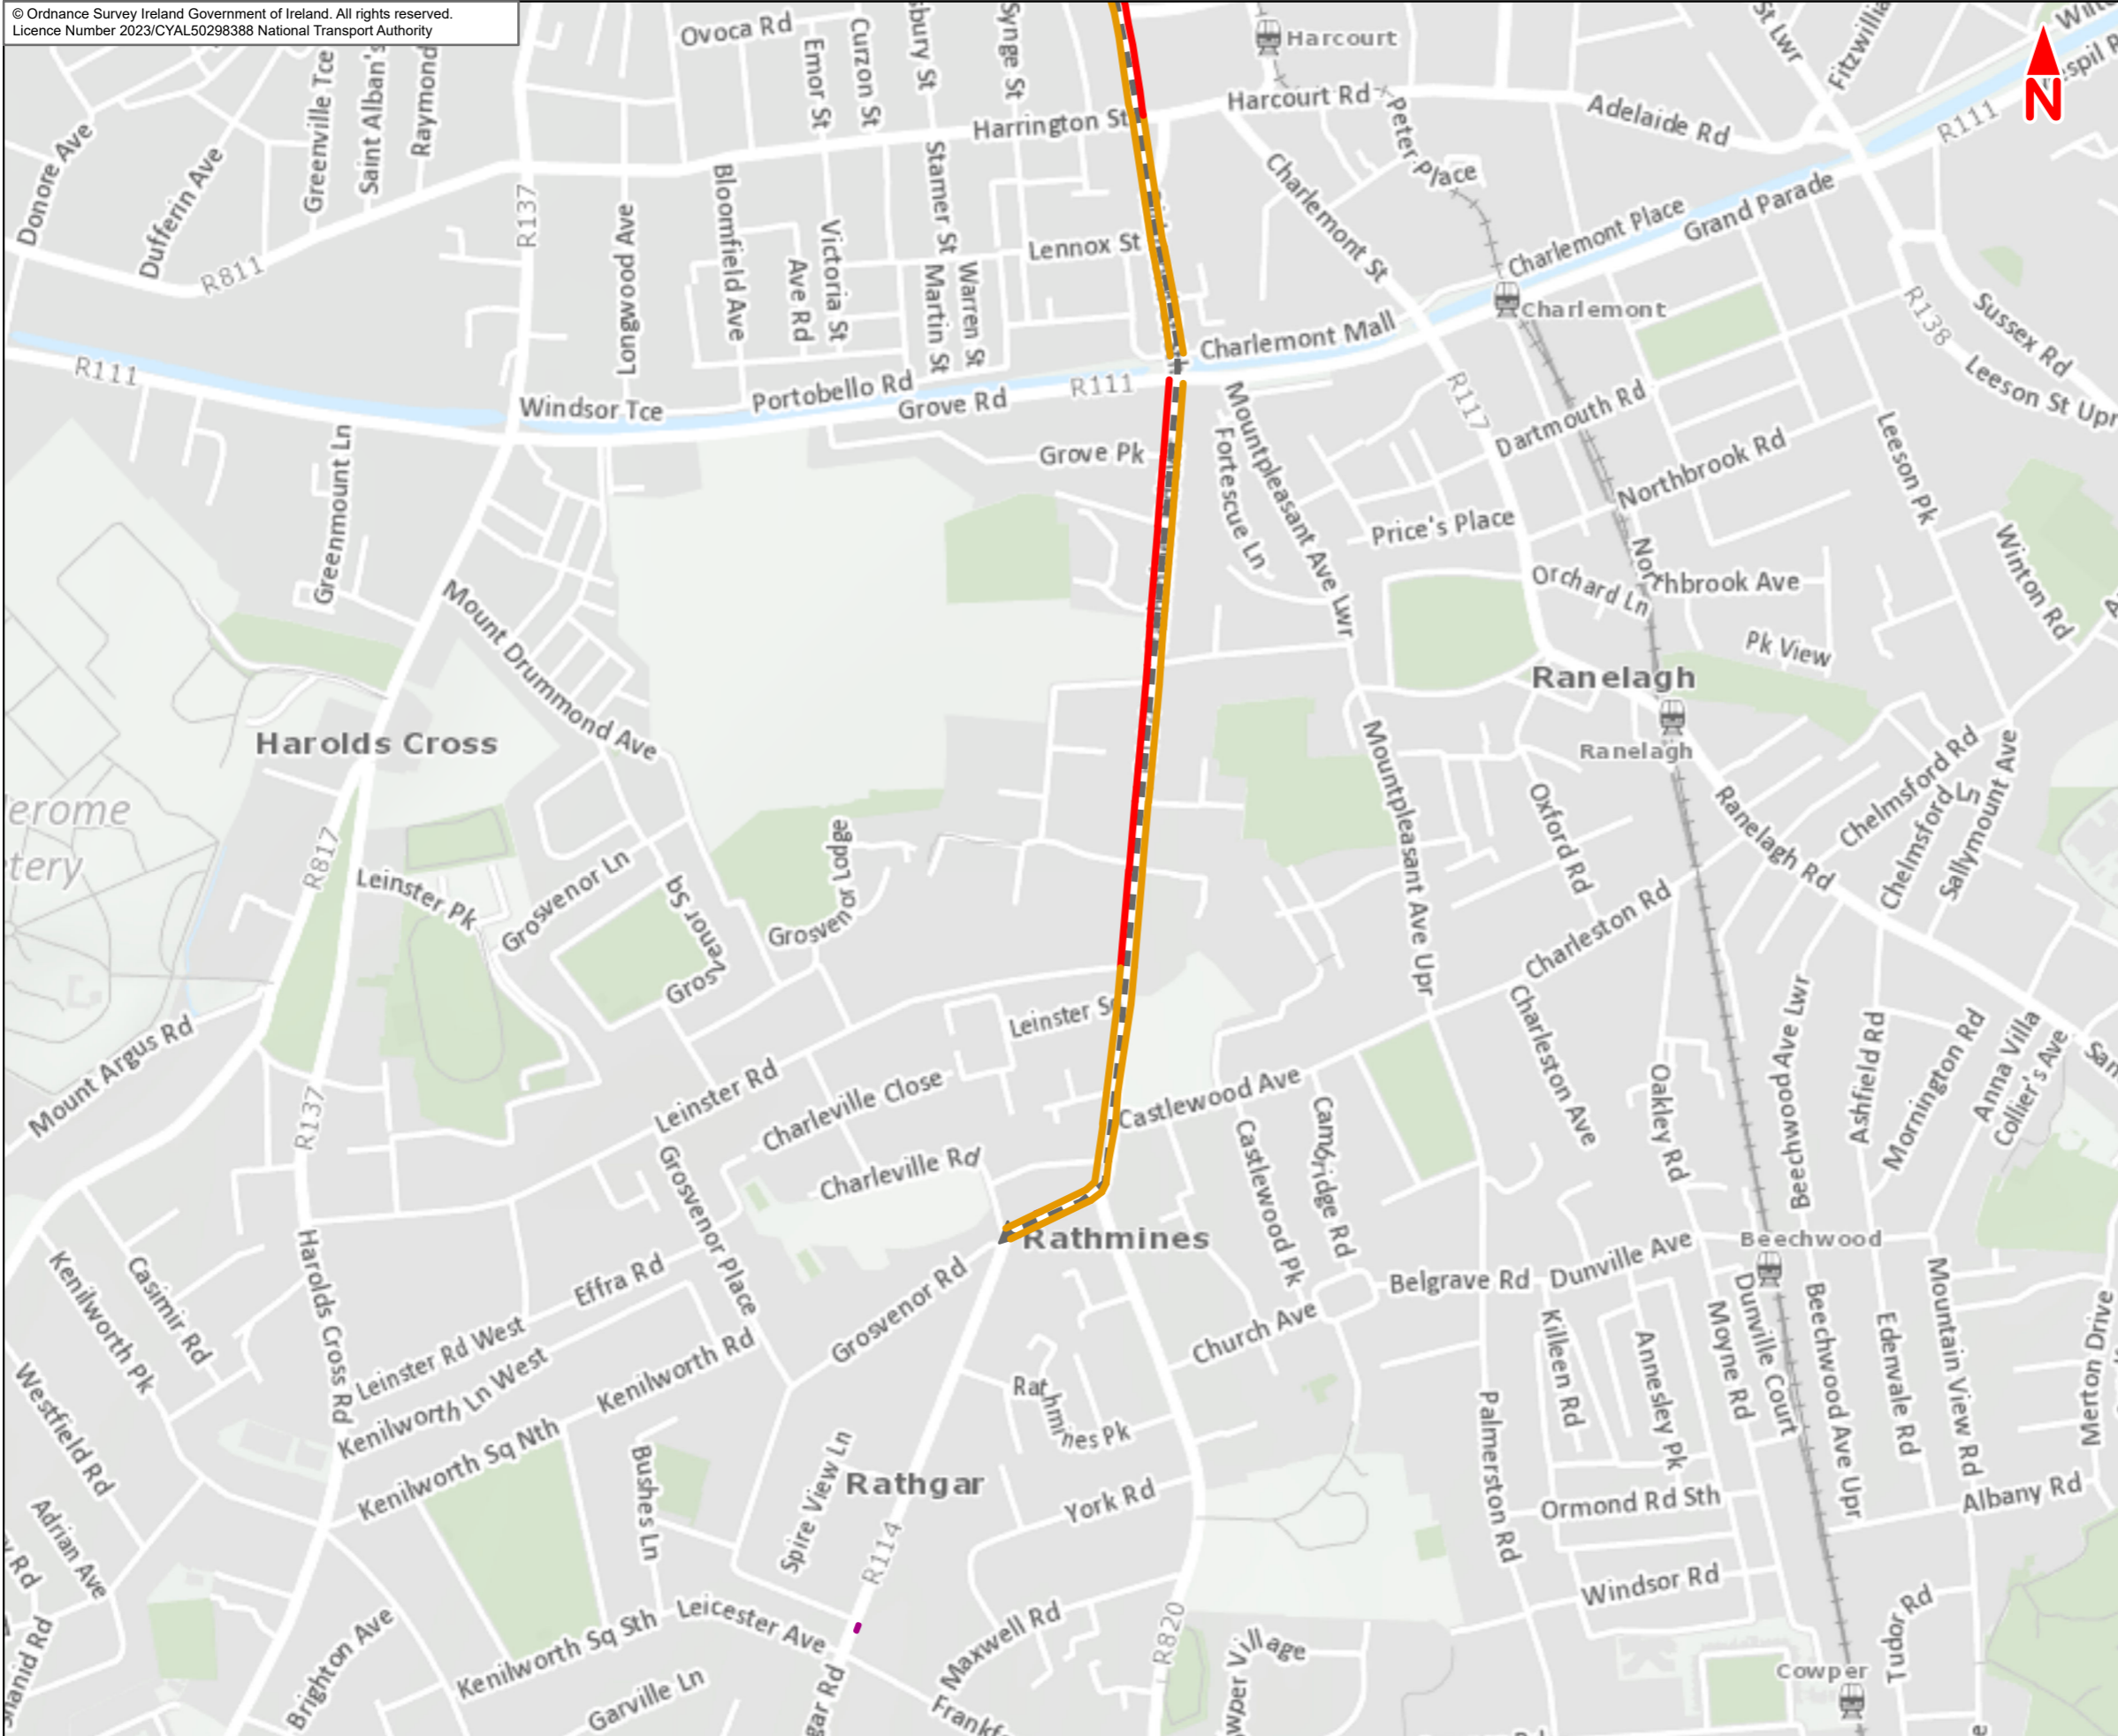 © Ordnance Survey Ireland Government of Ireland. All rights reserved.
Licence Number 2023/CYAL50298388 National Transport Authority
N
Ovoca Rd
Emor St
Curzon St
Synge St
Harcourt
St Lwr
Greenville Tce
Saint Alban's
Raymond
Donore Ave
Dufferin Ave
R811
R137
Harrington St
Harcourt Rd
Peter Place
Adelaide Rd
R111
Longwood Ave
Bloomfield Ave
Ave Rd
Victoria St
Stamer St
Martin St
Warren St
Lennox St
Charlemont St
Charlemont Place
Grand Parade
Charlemont
Charlemont Mall
R138
Sussex Rd
Leeson St Upr
R111
Windsor Tce
Portobello Rd
Grove Rd
R111
Grove Pk
Mountpleasant Ave Lwr
Fortescue Ln
R117
Dartmouth Rd
Northbrook Rd
Leeson Pk
Price's Place
Orchard Ln
Northbrook Ave
Pk View
Winton Rd
Greenmount Ln
Mount Drummond Ave
Harolds Cross
Ranelagh
Ranelagh
Mountpleasant Ave Upr
Oxford Rd
Ranelagh Rd
Chelmsford Rd
Chelmsford Ln
Sallymount Ave
erome
tery
R817
Leinster Pk
Grosvenor Ln
Grosvenor Sq
Grosvenor Lodge
Charleston Rd
Charleston Ave
Leinster Sq
Mount Argus Rd
R137
Leinster Rd
Charleville Close
Charleville Rd
Castlewood Ave
Cambridge Rd
Castlewood Pk
Oakley Rd
Beechwood Ave Lwr
Ashfield Rd
Mornington Rd
Anna Villa
Collier's Ave
Grosvenor Place
Rathmines
Beechwood
Harolds Cross Rd
Kenilworth Pk
Casimir Rd
Effra Rd
Leinster Rd West
Kenilworth Ln West
Kenilworth Rd
Grosvenor Rd
Church Ave
Belgrave Rd
Dunville Ave
Killeen Rd
Annesley Pk
Moyne Rd
Dunville Court
Beechwood Ave Upr
Edenvale Rd
Mountain View Rd
Merton Drive
Westfield Rd
Kenilworth Sq Nth
Bushes Ln
Spire View Ln
Rathgar
Rathmines Pk
York Rd
Palmerston Rd
Ormond Rd Sth
Albany Rd
Adrian Ave
R114
Windsor Rd
Brighton Ave
Kenilworth Sq Sth
Leicester Ave
Garville Ln
Maxwell Rd
R820
Village
Tudor Rd
Cowper